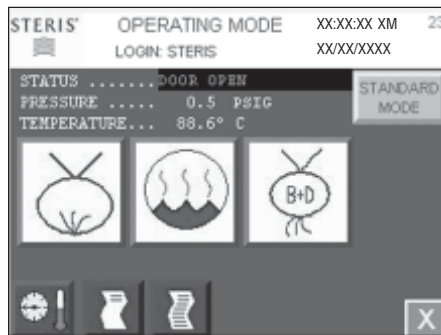 STERIS® OPERATING MODE XX:XX:XX XM 23
LOGIN: STERIS XX/XX/XXXX
STATUS .......DOOR OPEN
PRESSURE ..... 0.5 PSIG
TEMPERATURE... 88.6° C
STANDARD
MODE
B+D
X